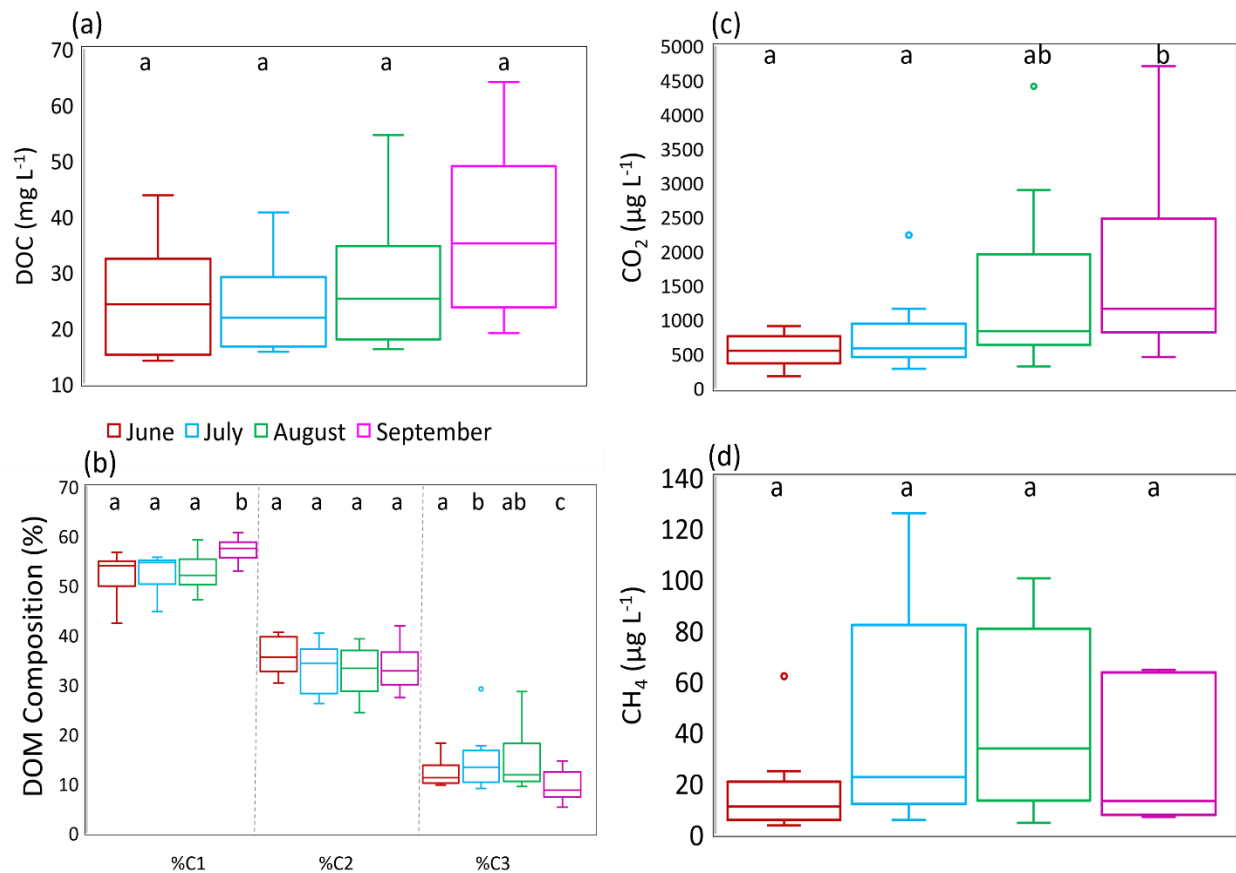 (a)
a a a a
70
60
50
40
30
20
10
DOC (mg L⁻¹)
June July August September
(b)
a a a b a a a a a b ab c
70
60
50
40
30
20
10
0
DOM Composition (%)
%C1 %C2 %C3
(c)
a a ab b
5000
4500
4000
3500
3000
2500
2000
1500
1000
500
0
CO₂ (µg L⁻¹)
(d)
a a a a
140
120
100
80
60
40
20
0
CH₄ (µg L⁻¹)